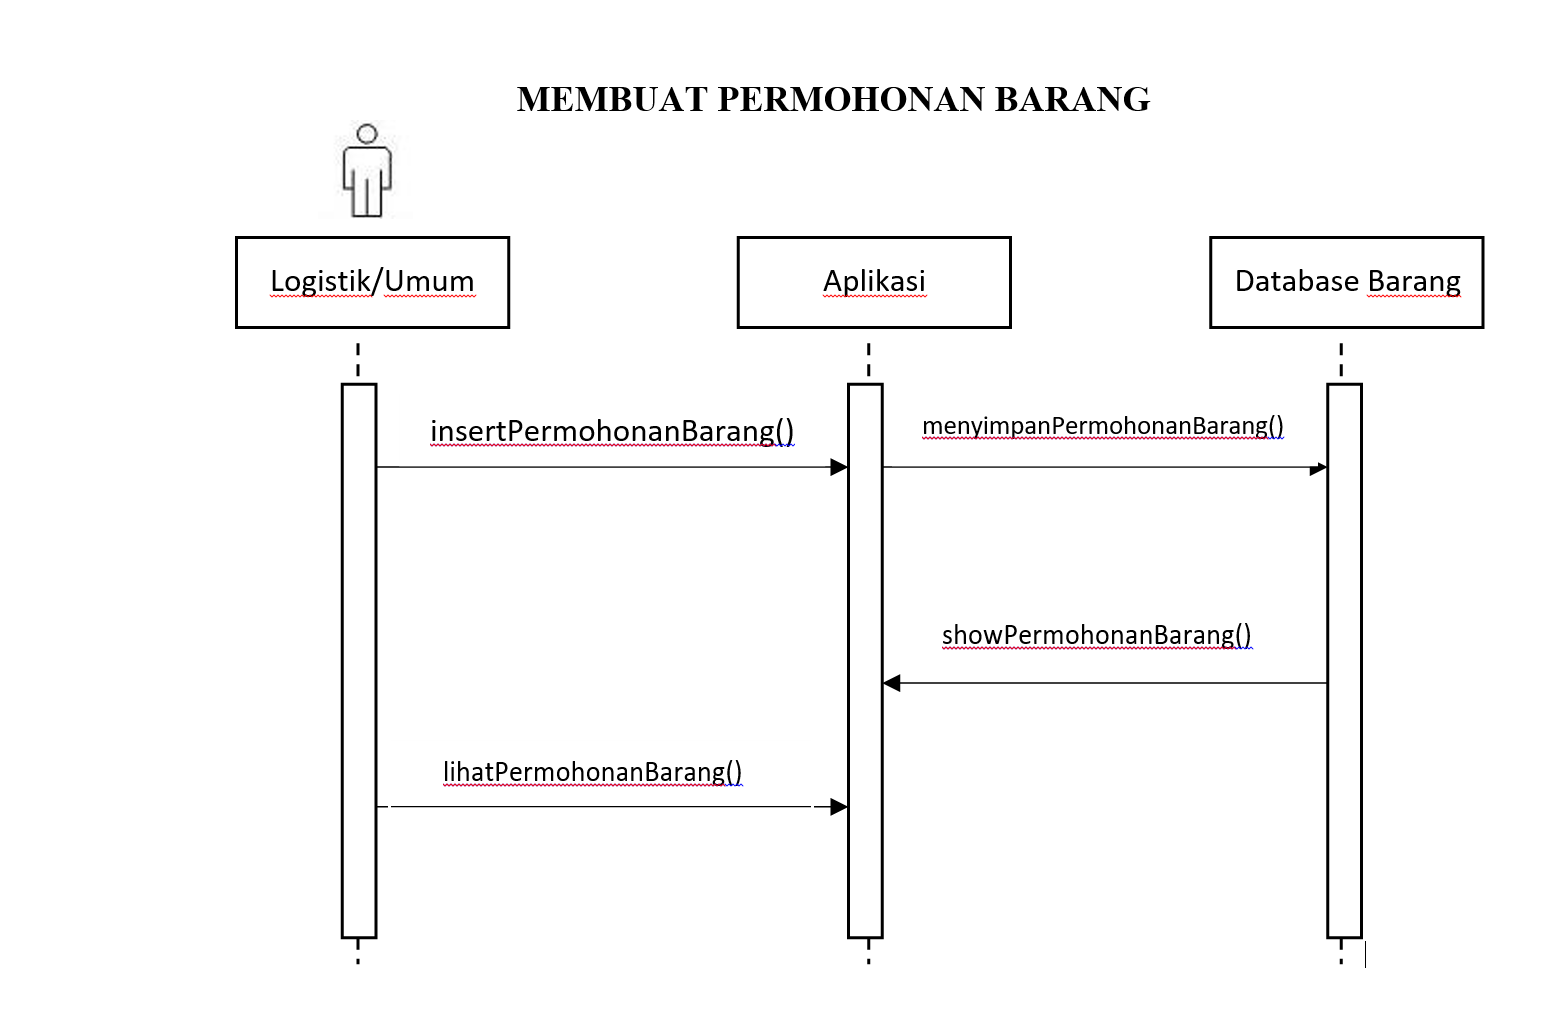 MEMBUAT PERMOHONAN BARANG
Logistik/Umum
Aplikasi
Database Barang
insertPermohonanBarang()
menyimpanPermohonanBarang()
showPermohonanBarang()
lihatPermohonanBarang()